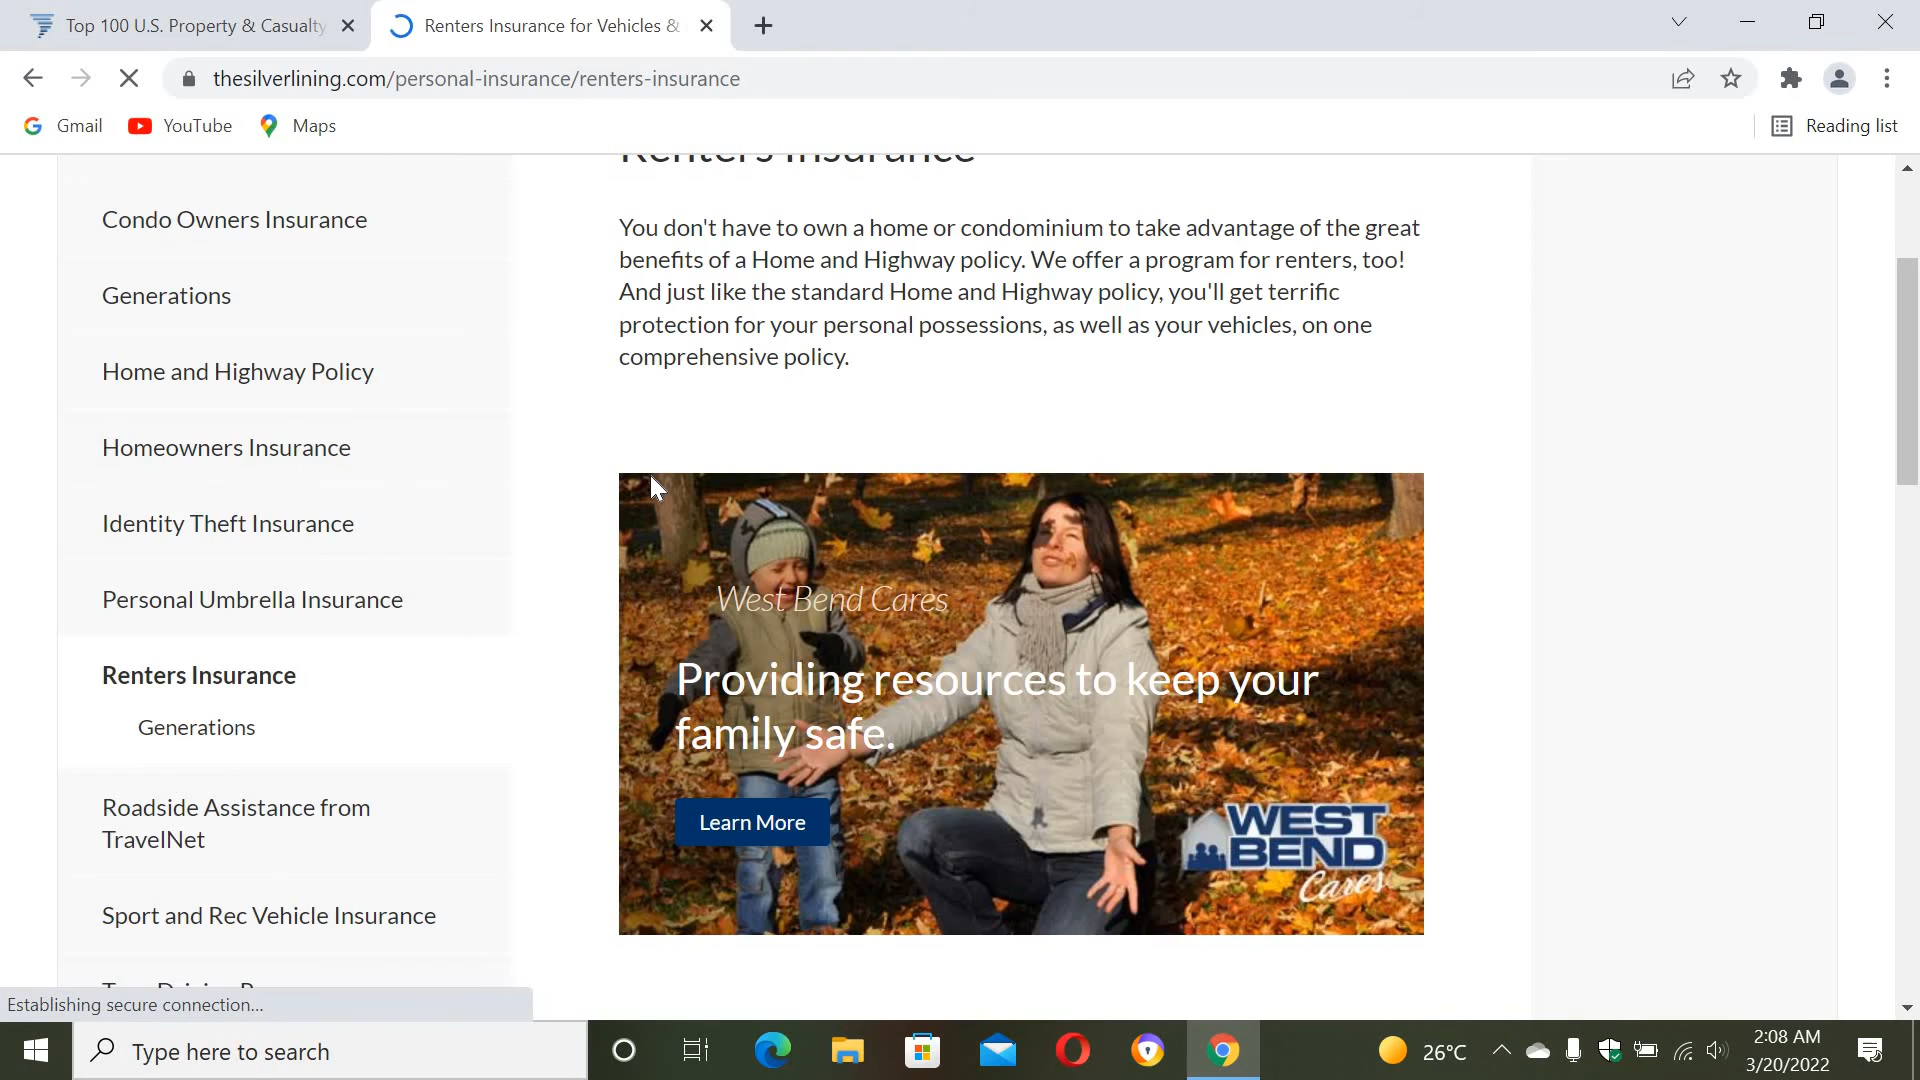 Top 100 U.S. Property & Casualty
Renters Insurance for Vehicles &
thesilverlining.com/personal-insurance/renters-insurance
Gmail
YouTube
Maps
Reading list
Renters Insurance
Condo Owners Insurance
Generations
Home and Highway Policy
Homeowners Insurance
Identity Theft Insurance
Personal Umbrella Insurance
Renters Insurance
Generations
Roadside Assistance from
TravelNet
Sport and Rec Vehicle Insurance
You don't have to own a home or condominium to take advantage of the great
benefits of a Home and Highway policy. We offer a program for renters, too!
And just like the standard Home and Highway policy, you'll get terrific
protection for your personal possessions, as well as your vehicles, on one
comprehensive policy.
West Bend Cares
Providing resources to keep your
family safe.
Learn More
WEST
BEND
Cares
Establishing secure connection...
Type here to search
26°C
2:08 AM
3/20/2022